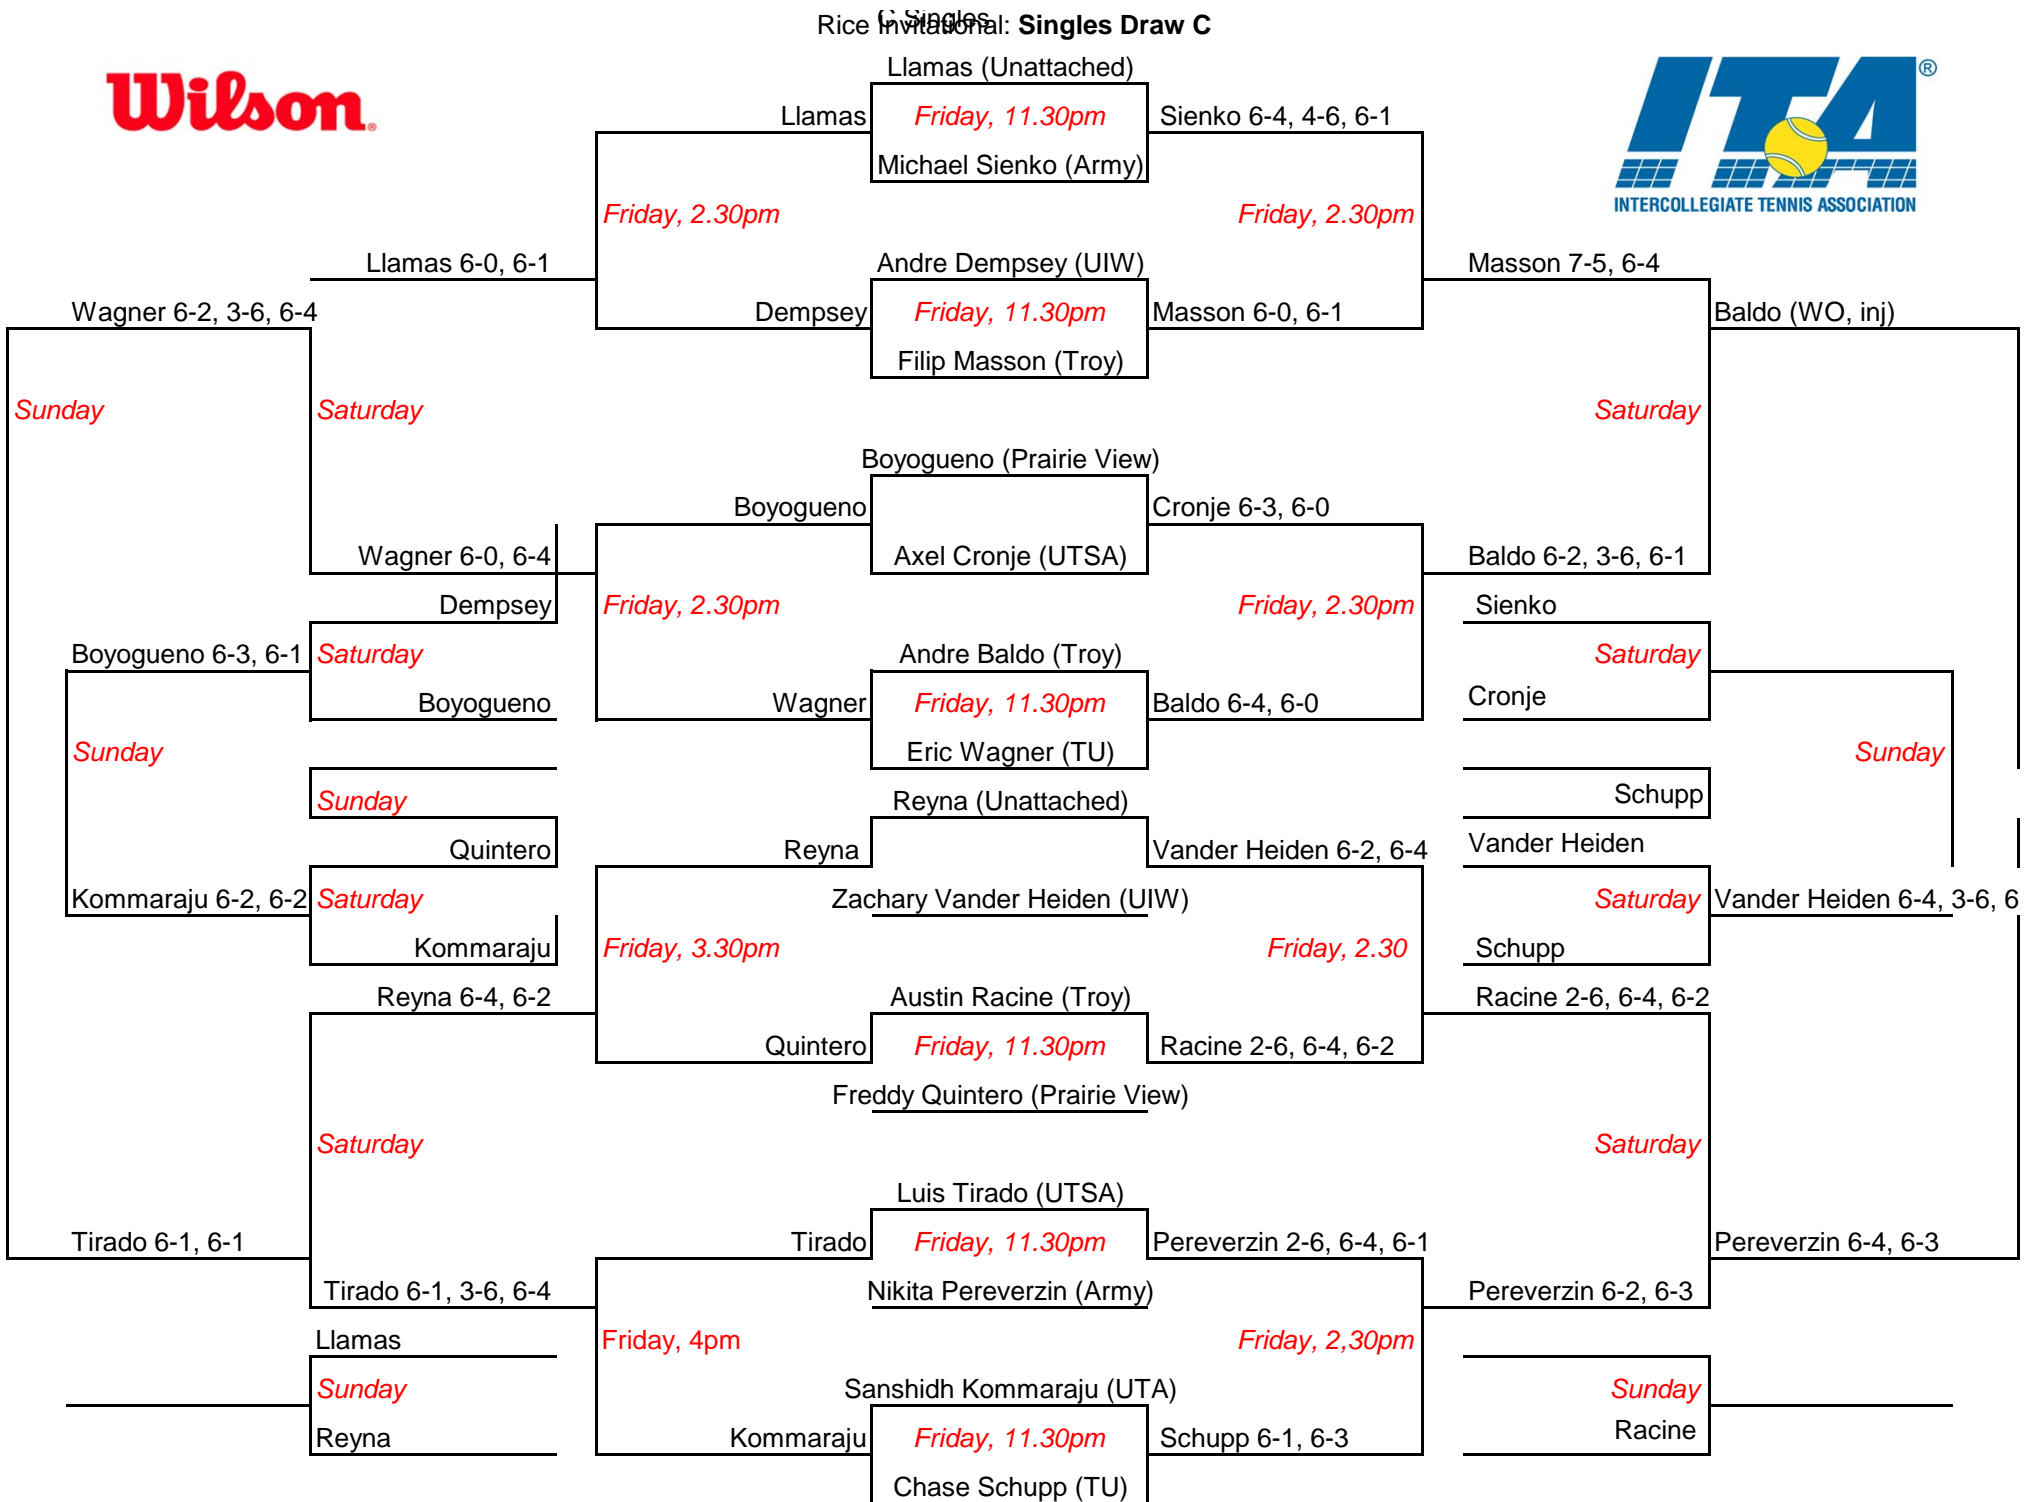 C Singles
Rice Invitational: Singles Draw C
Wilson.
ITA®
INTERCOLLEGIATE TENNIS ASSOCIATION
Llamas (Unattached)
Llamas Friday, 11.30pm Sienko 6-4, 4-6, 6-1
Michael Sienko (Army)
Friday, 2.30pm Friday, 2.30pm
Llamas 6-0, 6-1 Andre Dempsey (UIW) Masson 7-5, 6-4
Wagner 6-2, 3-6, 6-4 Dempsey Friday, 11.30pm Masson 6-0, 6-1 Baldo (WO, inj)
Filip Masson (Troy)
Sunday Saturday Saturday
Boyogueno (Prairie View)
Boyogueno Cronje 6-3, 6-0
Wagner 6-0, 6-4 Axel Cronje (UTSA) Baldo 6-2, 3-6, 6-1
Dempsey Friday, 2.30pm Friday, 2.30pm Sienko
Boyogueno 6-3, 6-1 Saturday Andre Baldo (Troy) Saturday
Boyogueno Wagner Friday, 11.30pm Baldo 6-4, 6-0 Cronje
Sunday Eric Wagner (TU) Sunday
Sunday Reyna (Unattached) Schupp
Quintero Reyna Vander Heiden 6-2, 6-4 Vander Heiden
Kommaraju 6-2, 6-2 Saturday Zachary Vander Heiden (UIW) Saturday Vander Heiden 6-4, 3-6, 6
Kommaraju Friday, 3.30pm Friday, 2.30 Schupp
Reyna 6-4, 6-2 Austin Racine (Troy) Racine 2-6, 6-4, 6-2
Quintero Friday, 11.30pm Racine 2-6, 6-4, 6-2
Freddy Quintero (Prairie View)
Saturday Saturday
Luis Tirado (UTSA)
Tirado 6-1, 6-1 Tirado Friday, 11.30pm Pereverzin 2-6, 6-4, 6-1 Pereverzin 6-4, 6-3
Tirado 6-1, 3-6, 6-4 Nikita Pereverzin (Army) Pereverzin 6-2, 6-3
Llamas Friday, 4pm Friday, 2,30pm
Sunday Sanshidh Kommaraju (UTA) Sunday
Reyna Kommaraju Friday, 11.30pm Schupp 6-1, 6-3 Racine
Chase Schupp (TU)